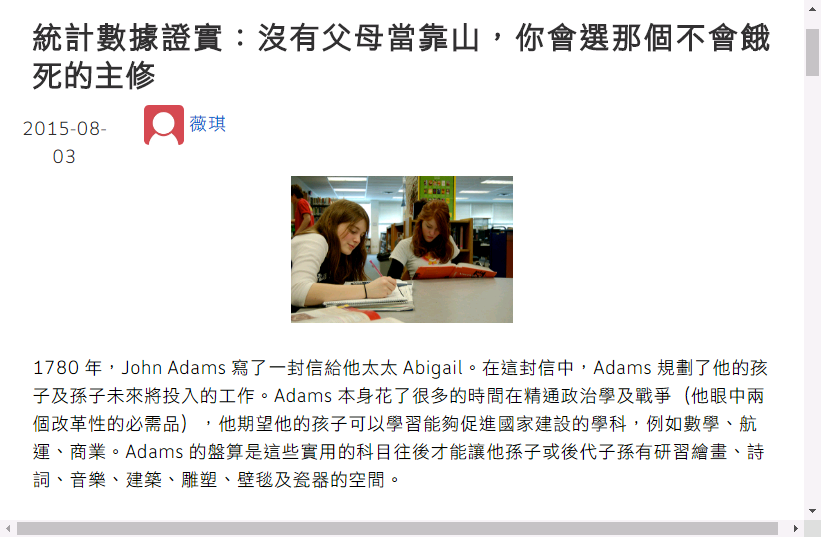 統計數據證實：沒有父母當靠山，你會選那個不會餓
死的主修
2015-08-
03
薇琪
1780 年，John Adams 寫了一封信給他太太 Abigail。在這封信中，Adams 規劃了他的孩
子及孫子未來將投入的工作。Adams 本身花了很多的時間在精通政治學及戰爭（他眼中兩
個改革性的必需品），他期望他的孩子可以學習能夠促進國家建設的學科，例如數學、航
運、商業。Adams 的盤算是這些實用的科目往後才能讓他孫子或後代子孫有研習繪畫、詩
詞、音樂、建築、雕塑、壁毯及瓷器的空間。